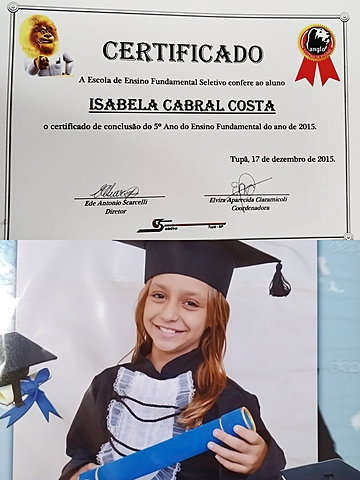 CERTIFICADO
anglo
A Escola de Ensino Fundamental Seletivo confere ao aluno
ISABELA CABRAL COSTA
o certificado de conclusão do 5º Ano do Ensino Fundamental do ano de 2015.
Tupã, 17 de dezembro de 2015.
Ede Antonio Scarcelli
Diretor
Elvira Aparecida Ciaramicoli
Coordenadora
Tupã - SP